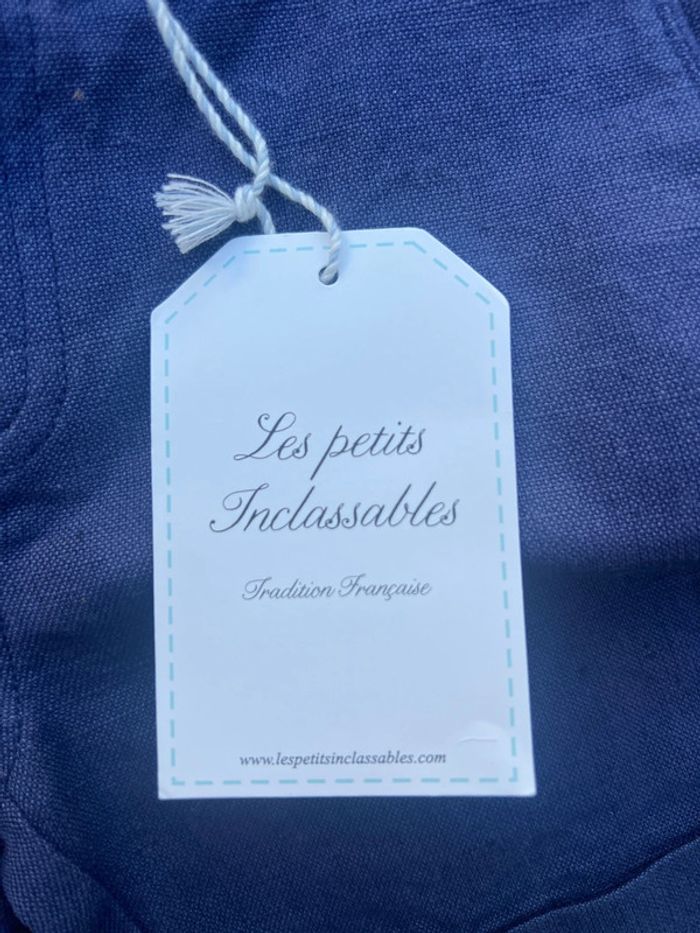 Les petits
Inclassables
Tradition Française
www.lespetitsinclassables.com